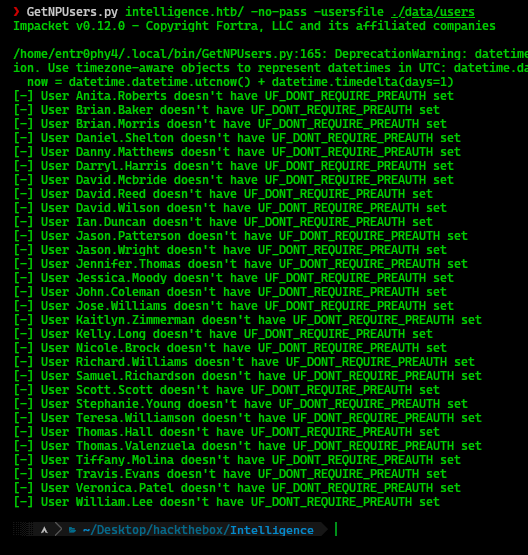 ❯ GetNPUsers.py intelligence.htb/ -no-pass -usersfile ./data/users
Impacket v0.12.0 - Copyright Fortra, LLC and its affiliated companies
/home/entr0phy4/.local/bin/GetNPUsers.py:165: DeprecationWarning: datetime
ion. Use timezone-aware objects to represent datetimes in UTC: datetime.da
now = datetime.datetime.utcnow() + datetime.timedelta(days=1)
[-] User Anita.Roberts doesn't have UF_DONT_REQUIRE_PREAUTH set
[-] User Brian.Baker doesn't have UF_DONT_REQUIRE_PREAUTH set
[-] User Brian.Morris doesn't have UF_DONT_REQUIRE_PREAUTH set
[-] User Daniel.Shelton doesn't have UF_DONT_REQUIRE_PREAUTH set
[-] User Danny.Matthews doesn't have UF_DONT_REQUIRE_PREAUTH set
[-] User Darryl.Harris doesn't have UF_DONT_REQUIRE_PREAUTH set
[-] User David.Mcbride doesn't have UF_DONT_REQUIRE_PREAUTH set
[-] User David.Reed doesn't have UF_DONT_REQUIRE_PREAUTH set
[-] User David.Wilson doesn't have UF_DONT_REQUIRE_PREAUTH set
[-] User Ian.Duncan doesn't have UF_DONT_REQUIRE_PREAUTH set
[-] User Jason.Patterson doesn't have UF_DONT_REQUIRE_PREAUTH set
[-] User Jason.Wright doesn't have UF_DONT_REQUIRE_PREAUTH set
[-] User Jennifer.Thomas doesn't have UF_DONT_REQUIRE_PREAUTH set
[-] User Jessica.Moody doesn't have UF_DONT_REQUIRE_PREAUTH set
[-] User John.Coleman doesn't have UF_DONT_REQUIRE_PREAUTH set
[-] User Jose.Williams doesn't have UF_DONT_REQUIRE_PREAUTH set
[-] User Kaitlyn.Zimmerman doesn't have UF_DONT_REQUIRE_PREAUTH set
[-] User Kelly.Long doesn't have UF_DONT_REQUIRE_PREAUTH set
[-] User Nicole.Brock doesn't have UF_DONT_REQUIRE_PREAUTH set
[-] User Richard.Williams doesn't have UF_DONT_REQUIRE_PREAUTH set
[-] User Samuel.Richardson doesn't have UF_DONT_REQUIRE_PREAUTH set
[-] User Scott.Scott doesn't have UF_DONT_REQUIRE_PREAUTH set
[-] User Stephanie.Young doesn't have UF_DONT_REQUIRE_PREAUTH set
[-] User Teresa.Williamson doesn't have UF_DONT_REQUIRE_PREAUTH set
[-] User Thomas.Hall doesn't have UF_DONT_REQUIRE_PREAUTH set
[-] User Thomas.Valenzuela doesn't have UF_DONT_REQUIRE_PREAUTH set
[-] User Tiffany.Molina doesn't have UF_DONT_REQUIRE_PREAUTH set
[-] User Travis.Evans doesn't have UF_DONT_REQUIRE_PREAUTH set
[-] User Veronica.Patel doesn't have UF_DONT_REQUIRE_PREAUTH set
[-] User William.Lee doesn't have UF_DONT_REQUIRE_PREAUTH set
~/Desktop/hackthebox/Intelligence